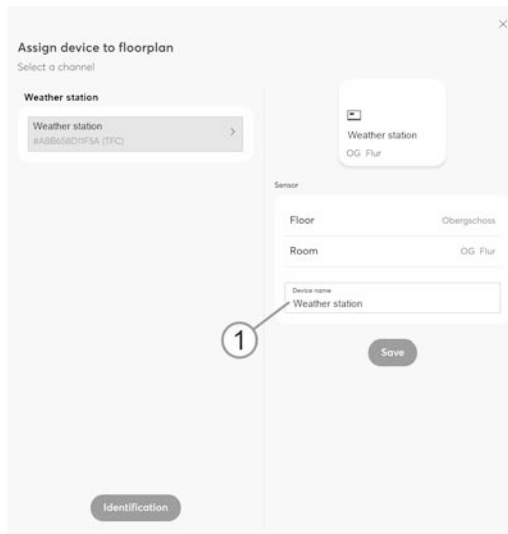 Assign device to floorplan
Select a channel
Weather station
Weather station
#ABB658D11F5A (TFC)
Weather station
OG Flur
Sensor
Floor Obergschoss
Room OG Flur
Device name
Weather station
1
Save
Identification